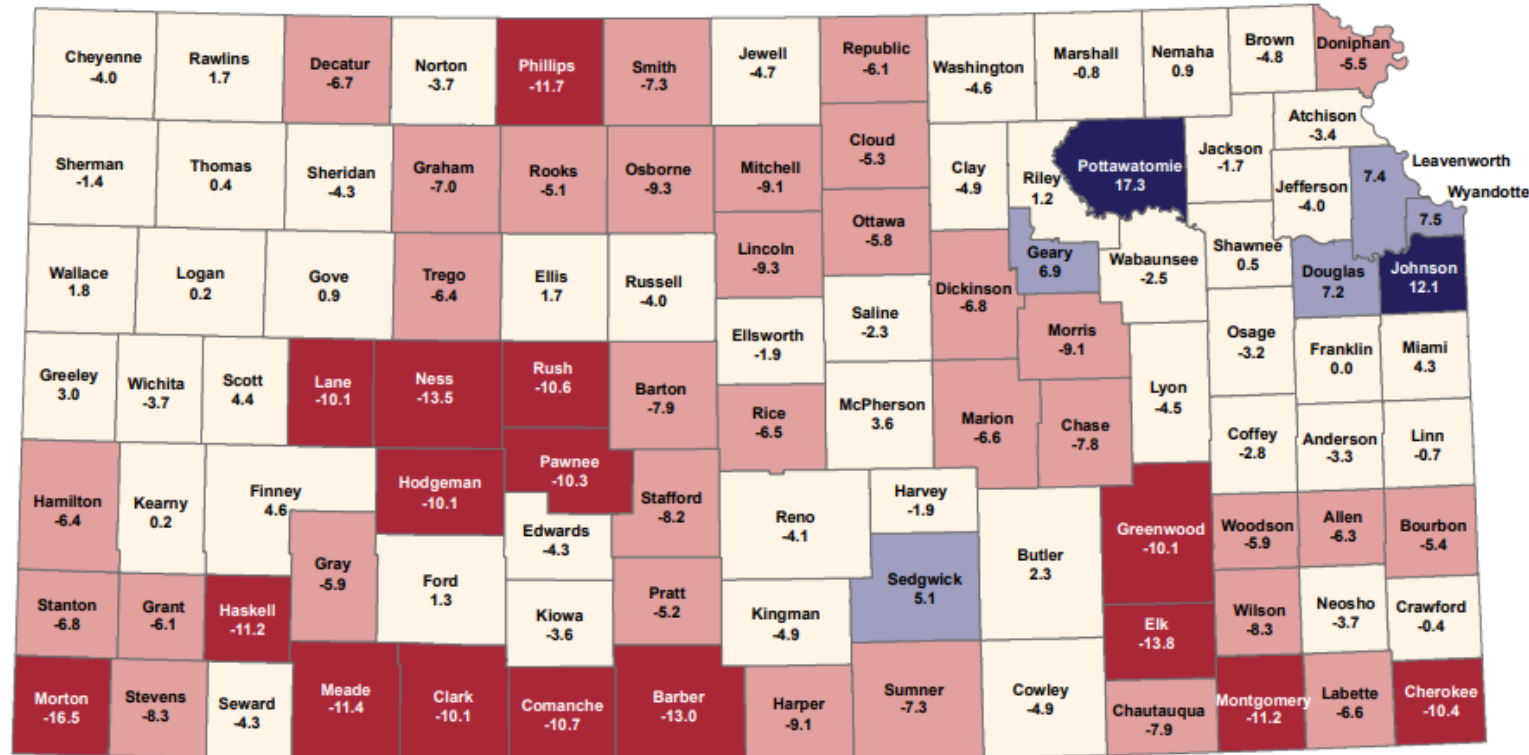 Cheyenne
-4.0
Rawlins
1.7
Decatur
-6.7
Norton
-3.7
Phillips
-11.7
Smith
-7.3
Jewell
-4.7
Republic
-6.1
Washington
-4.6
Marshall
-0.8
Nemaha
0.9
Brown
-4.8
Doniphan
-5.5
Sherman
-1.4
Thomas
0.4
Sheridan
-4.3
Graham
-7.0
Rooks
-5.1
Osborne
-9.3
Mitchell
-9.1
Cloud
-5.3
Clay
-4.9
Riley
1.2
Pottawatomie
17.3
Jackson
-1.7
Atchison
-3.4
Jefferson
-4.0
Leavenworth
7.4
Wyandotte
7.5
Wallace
1.8
Logan
0.2
Gove
0.9
Trego
-6.4
Ellis
1.7
Russell
-4.0
Lincoln
-9.3
Ottawa
-5.8
Dickinson
-6.8
Geary
6.9
Wabaunsee
-2.5
Shawnee
0.5
Douglas
7.2
Johnson
12.1
Greeley
3.0
Wichita
-3.7
Scott
4.4
Lane
-10.1
Ness
-13.5
Rush
-10.6
Barton
-7.9
Ellsworth
-1.9
Saline
-2.3
Morris
-9.1
Osage
-3.2
Franklin
0.0
Miami
4.3
Rice
-6.5
McPherson
3.6
Marion
-6.6
Chase
-7.8
Lyon
-4.5
Coffey
-2.8
Anderson
-3.3
Linn
-0.7
Hamilton
-6.4
Kearny
0.2
Finney
4.6
Hodgeman
-10.1
Pawnee
-10.3
Edwards
-4.3
Stafford
-8.2
Reno
-4.1
Harvey
-1.9
Butler
2.3
Greenwood
-10.1
Woodson
-5.9
Allen
-6.3
Bourbon
-5.4
Gray
-5.9
Ford
1.3
Stanton
-6.8
Grant
-6.1
Haskell
-11.2
Kiowa
-3.6
Pratt
-5.2
Kingman
-4.9
Sedgwick
5.1
Elk
-13.8
Wilson
-8.3
Neosho
-3.7
Crawford
-0.4
Morton
-16.5
Stevens
-8.3
Seward
-4.3
Meade
-11.4
Clark
-10.1
Comanche
-10.7
Barber
-13.0
Harper
-9.1
Sumner
-7.3
Cowley
-4.9
Chautauqua
-7.9
Montgomery
-11.2
Labette
-6.6
Cherokee
-10.4